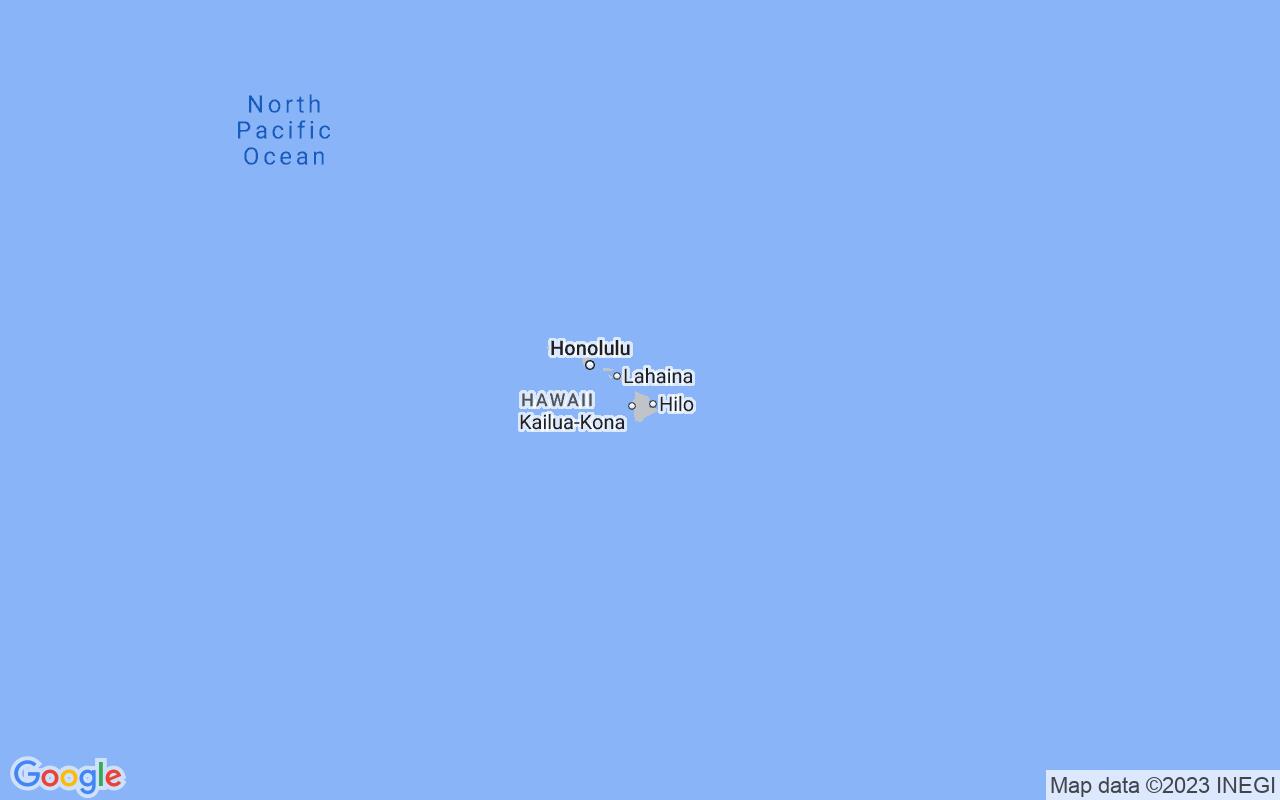 North
Pacific
Ocean
Honolulu
Lahaina
HAWAII
Hilo
Kailua-Kona
Google
Map data ©2023 INEGI